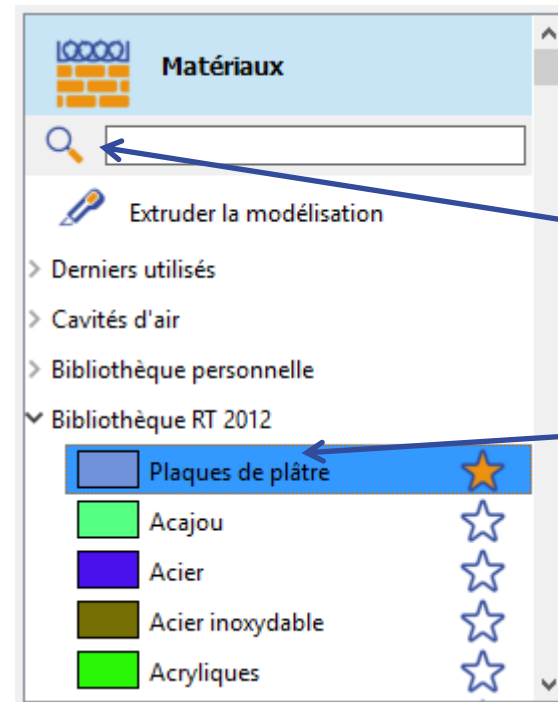 Matériaux
Extruder la modélisation
Derniers utilisés
Cavités d'air
Bibliothèque personnelle
Bibliothèque RT 2012
Plaques de plâtre
Acajou
Acier
Acier inoxydable
Acryliques